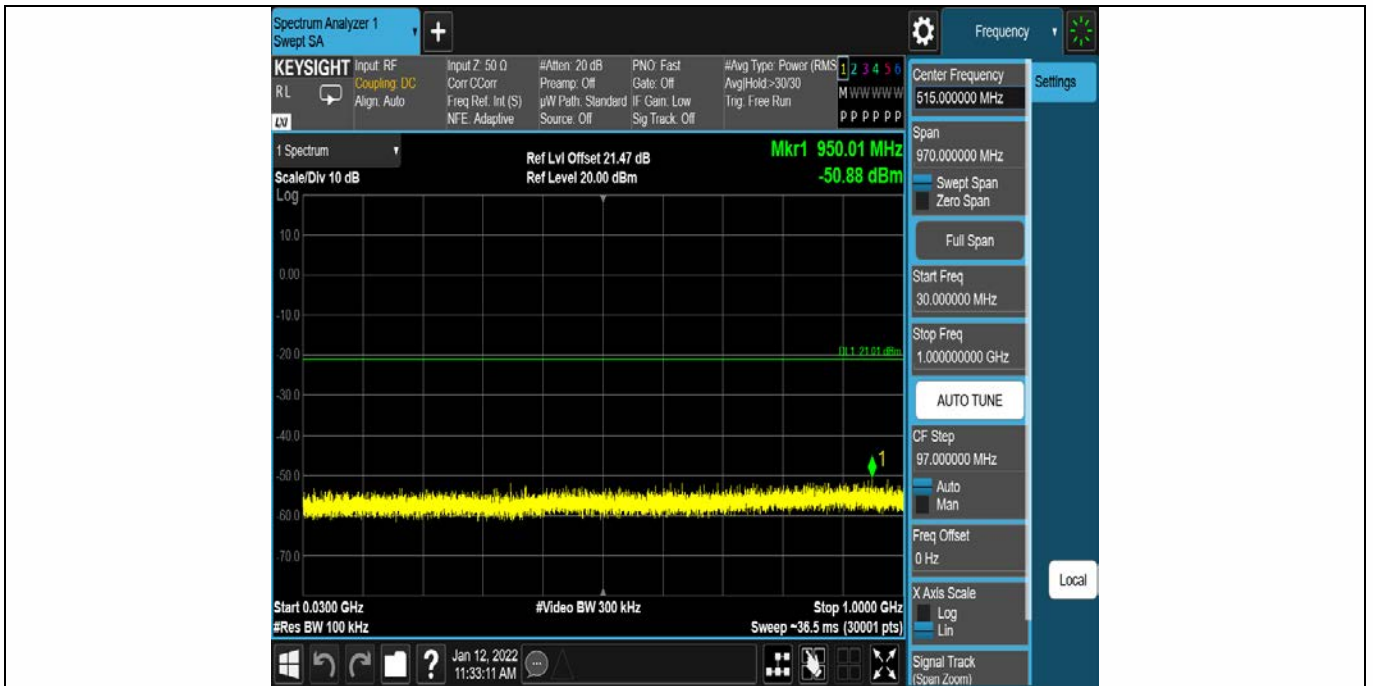 Spectrum Analyzer 1
Swept SA
+
Frequency
KEYSIGHT
RL
LXI
Input: RF
Coupling: DC
Align: Auto
Input Z: 50 Ω
Corr CCorr
Freq Ref: Int (S)
NFE: Adaptive
#Atten: 20 dB
Preamp: Off
µW Path: Standard
Source: Off
PNO: Fast
Gate: Off
IF Gain: Low
Sig Track: Off
#Avg Type: Power (RMS
Avg|Hold:>30/30
Trig: Free Run
1 2 3 4 5 6
M W W W W W
P P P P P P
1 Spectrum
Scale/Div 10 dB
Ref Lvl Offset 21.47 dB
Ref Level 20.00 dBm
Mkr1 950.01 MHz
-50.88 dBm
Log
10.0
0.00
-10.0
-20.0
DL1 -21.01 dBm
-30.0
-40.0
1
-50.0
-60.0
-70.0
Start 0.0300 GHz
#Video BW 300 kHz
Stop 1.0000 GHz
#Res BW 100 kHz
Sweep ~36.5 ms (30001 pts)
?
Jan 12, 2022
11:33:11 AM
Center Frequency
515.000000 MHz
Settings
Span
970.000000 MHz
Swept Span
Zero Span
Full Span
Start Freq
30.000000 MHz
Stop Freq
1.000000000 GHz
AUTO TUNE
CF Step
97.000000 MHz
Auto
Man
Freq Offset
0 Hz
X Axis Scale
Log
Lin
Local
Signal Track
(Span Zoom)